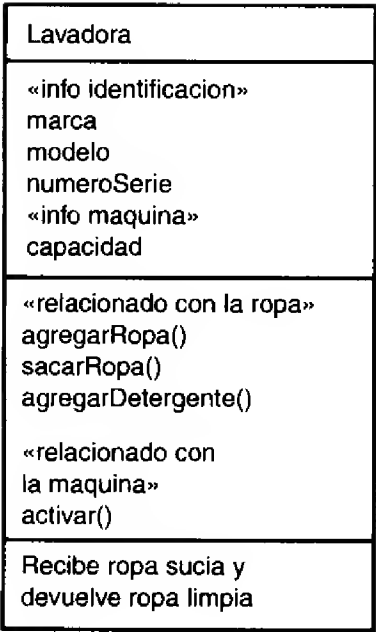 Lavadora
«info identificacion»
marca
modelo
numeroSerie
«info maquina»
capacidad
«relacionado con la ropa»
agregarRopa()
sacarRopa()
agregarDetergente()
«relacionado con
la maquina»
activar()
Recibe ropa sucia y
devuelve ropa limpia